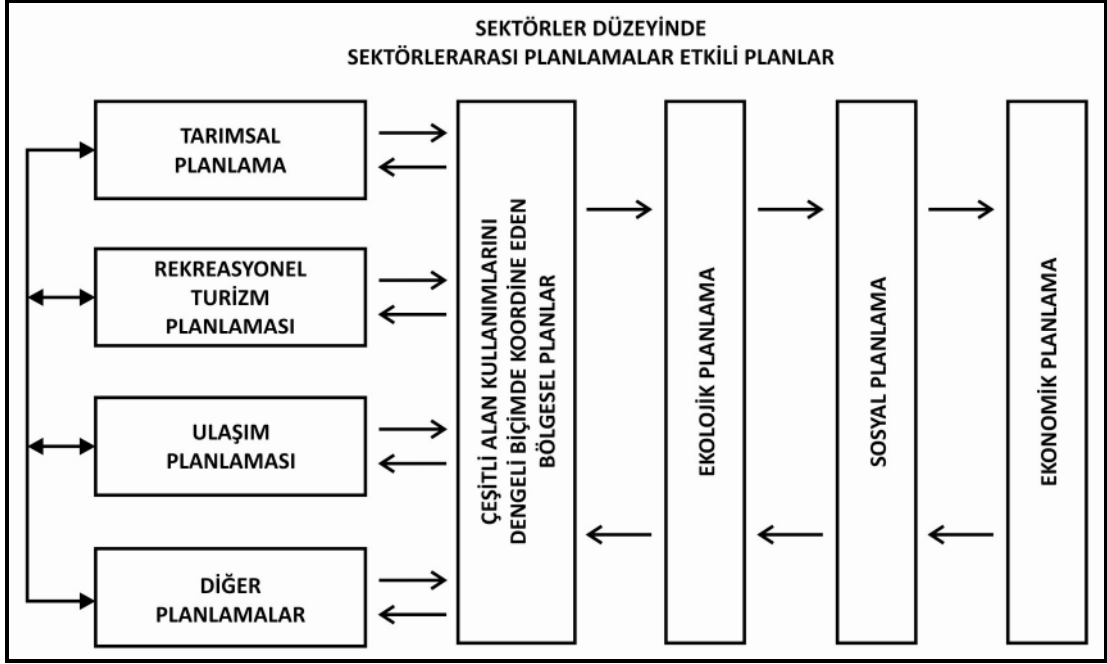 SEKTÖRLER DÜZEYİNDE
SEKTÖRLERARASI PLANLAMALAR ETKİLİ PLANLAR
TARIMSAL
PLANLAMA
REKREASYONEL
TURİZM
PLANLAMASI
ULAŞIM
PLANLAMASI
DİĞER
PLANLAMALAR
ÇEŞİTLİ ALAN KULLANIMLARINI
DENGELİ BİÇİMDE KOORDİNE EDEN
BÖLGESEL PLANLAR
EKOLOJİK PLANLAMA
SOSYAL PLANLAMA
EKONOMİK PLANLAMA